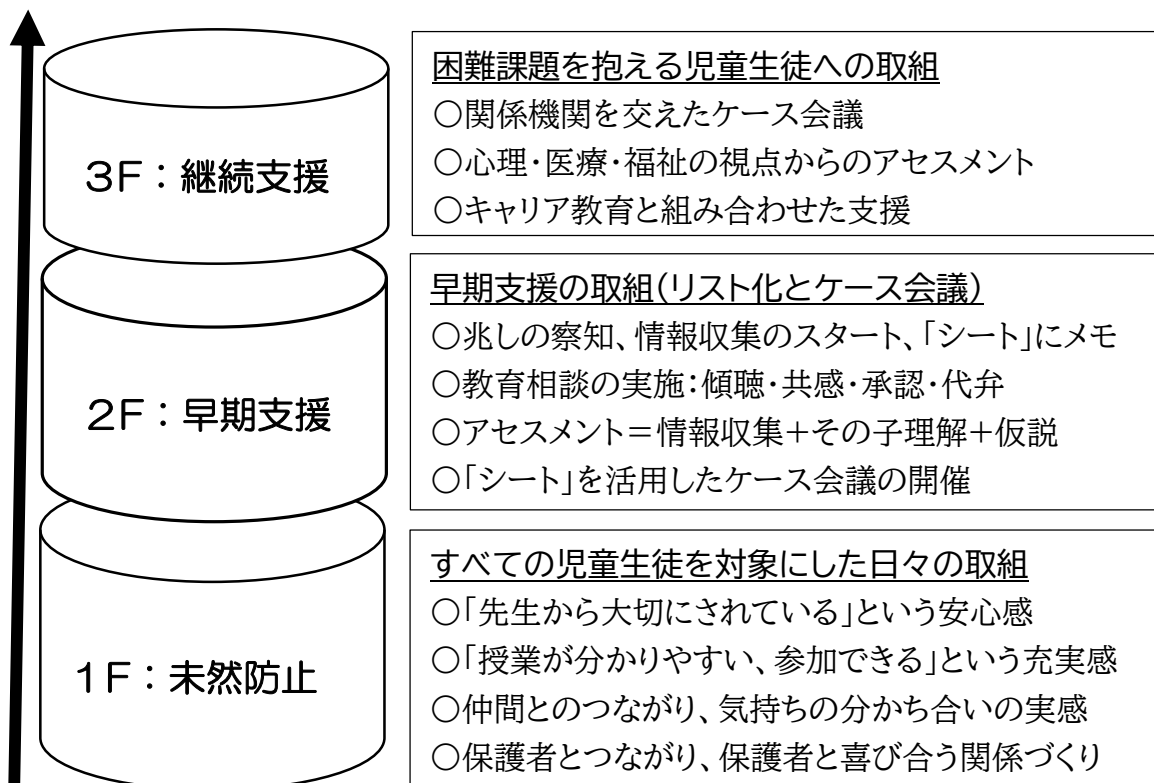 3F：継続支援
困難課題を抱える児童生徒への取組
○関係機関を交えたケース会議
○心理・医療・福祉の視点からのアセスメント
○キャリア教育と組み合わせた支援
2F：早期支援
早期支援の取組(リスト化とケース会議)
○兆しの察知、情報収集のスタート、「シート」にメモ
○教育相談の実施：傾聴・共感・承認・代弁
○アセスメント＝情報収集＋その子理解＋仮説
○「シート」を活用したケース会議の開催
1F：未然防止
すべての児童生徒を対象にした日々の取組
○「先生から大切にされている」という安心感
○「授業が分かりやすい、参加できる」という充実感
○仲間とのつながり、気持ちの分かち合いの実感
○保護者とつながり、保護者と喜び合う関係づくり